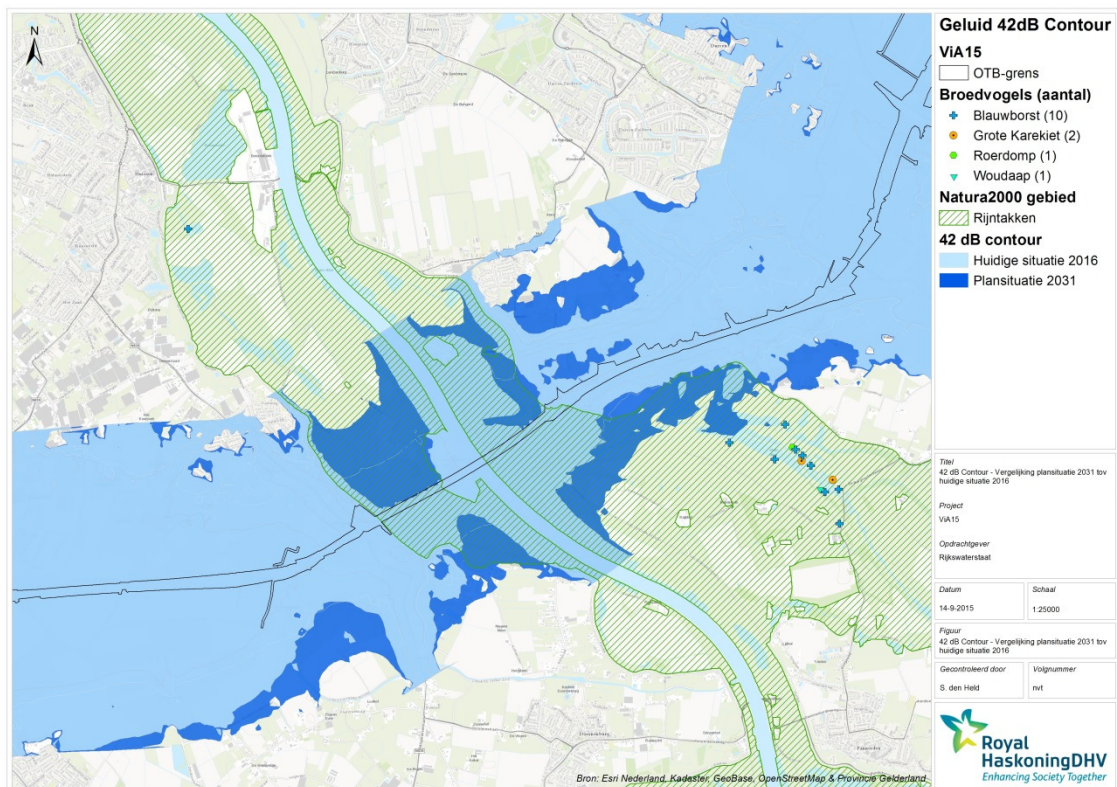 N
Geluid 42dB Contour
ViA15
OTB-grens
Broedvogels (aantal)
Blauwborst (10)
Grote Karekiet (2)
Roerdomp (1)
Woudaap (1)
Natura2000 gebied
Rijntakken
42 dB contour
Huidige situatie 2016
Plansituatie 2031
Titel
42 dB Contour - Vergelijking plansituatie 2031 tov
huidige situatie 2016
Project
ViA15
Opdrachtgever
Rijkswaterstaat
Datum
Schaal
14-9-2015
1:25000
Figuur
42 dB Contour - Vergelijking plansituatie 2031 tov
huidige situatie 2016
Gecontroleerd door
Volgnummer
S. den Held
nvt
Royal
HaskoningDHV
Enhancing Society Together
Bron: Esri Nederland, Kadaster, GeoBase, OpenStreetMap & Provincie Gelderland